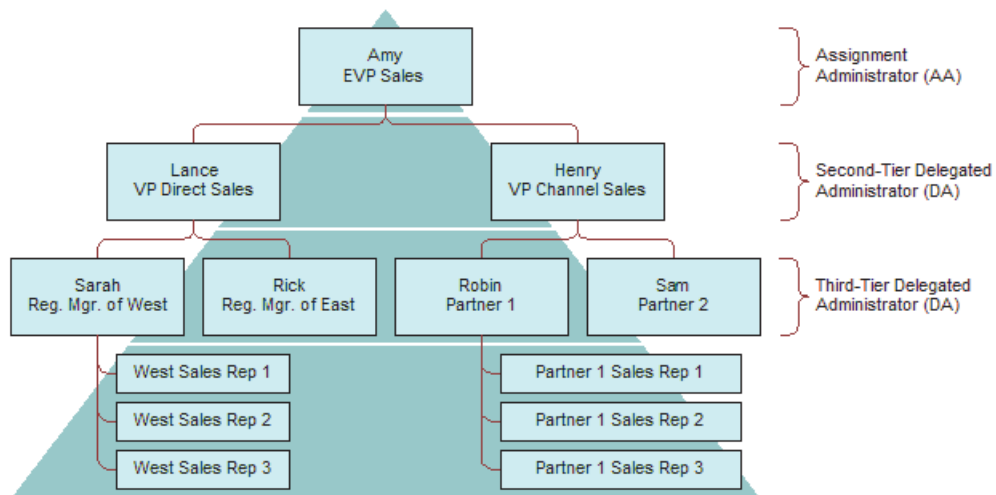 Amy
EVP Sales
Assignment
Administrator (AA)
Lance
VP Direct Sales
Henry
VP Channel Sales
Second-Tier Delegated
Administrator (DA)
Sarah
Reg. Mgr. of West
Rick
Reg. Mgr. of East
Robin
Partner 1
Sam
Partner 2
Third-Tier Delegated
Administrator (DA)
West Sales Rep 1
Partner 1 Sales Rep 1
West Sales Rep 2
Partner 1 Sales Rep 2
West Sales Rep 3
Partner 1 Sales Rep 3